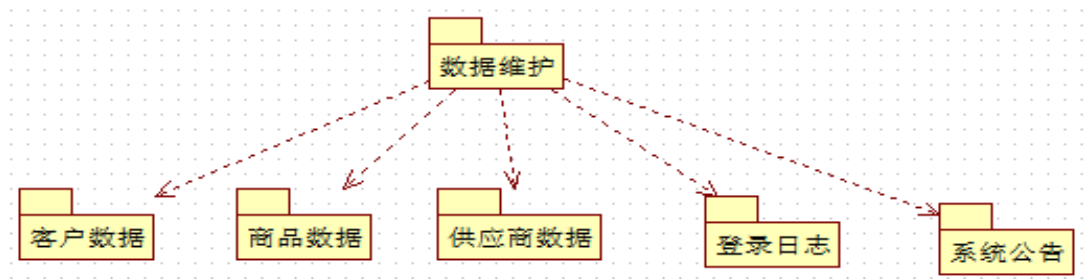 数据维护
客户数据
商品数据
供应商数据
登录日志
系统公告